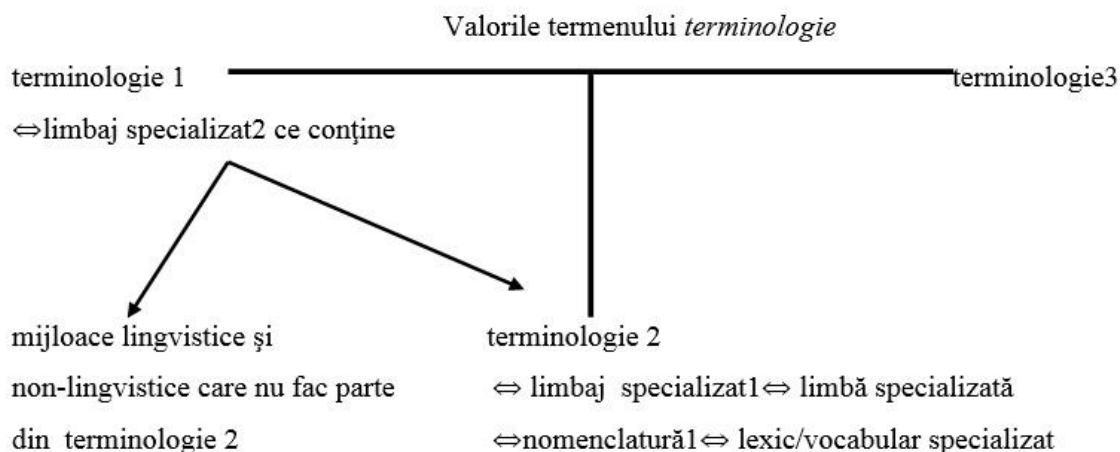 Valorile termenului terminologie
terminologie 1
terminologie3
⇔limbaj specializat2 ce conţine
mijloace lingvistice şi
non-lingvistice care nu fac parte
din terminologie 2
terminologie 2
⇔ limbaj specializat1⇔ limbă specializată
⇔nomenclatură1⇔ lexic/vocabular specializat